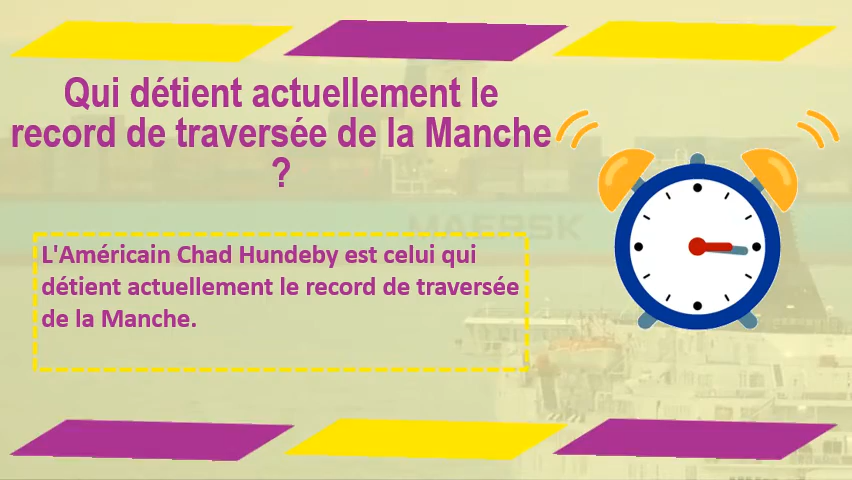 Qui détient actuellement le
record de traversée de la Manche
?
MAERSK
L'Américain Chad Hundeby est celui qui
détient actuellement le record de traversée
de la Manche.